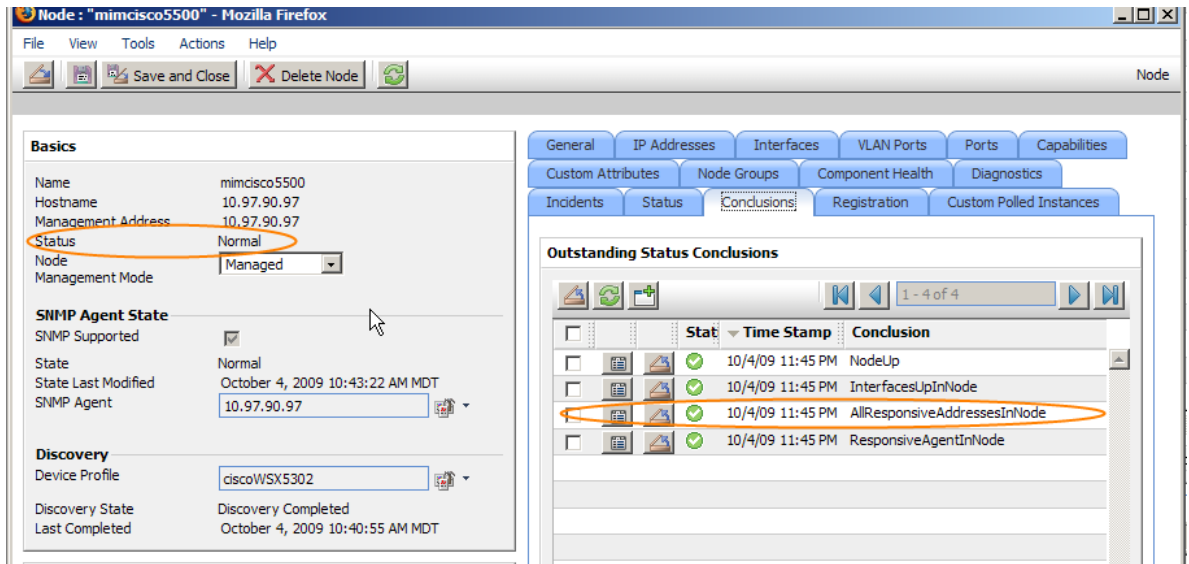 Node : "mimcisco5500" - Mozilla Firefox
File View Tools Actions Help
Save and Close Delete Node Node
Basics
Name mimcisco5500
Hostname 10.97.90.97
Management Address 10.97.90.97
Status Normal
Node
Management Mode Managed
SNMP Agent State
SNMP Supported
State Normal
State Last Modified October 4, 2009 10:43:22 AM MDT
SNMP Agent 10.97.90.97
Discovery
Device Profile ciscoWSX5302
Discovery State Discovery Completed
Last Completed October 4, 2009 10:40:55 AM MDT
General IP Addresses Interfaces VLAN Ports Ports Capabilities
Custom Attributes Node Groups Component Health Diagnostics
Incidents Status Conclusions Registration Custom Polled Instances
Outstanding Status Conclusions
1 - 4 of 4
Stat Time Stamp Conclusion
10/4/09 11:45 PM NodeUp
10/4/09 11:45 PM InterfacesUpInNode
10/4/09 11:45 PM AllResponsiveAddressesInNode
10/4/09 11:45 PM ResponsiveAgentInNode